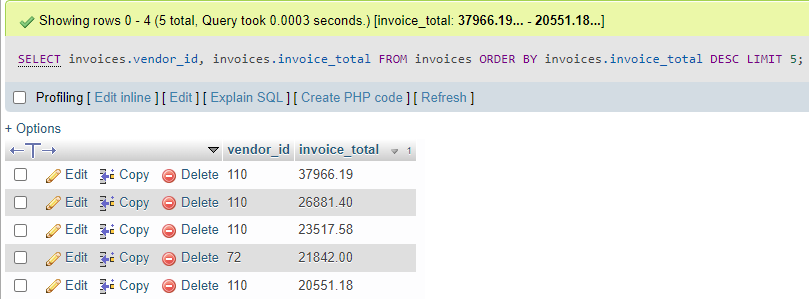 Showing rows 0 - 4 (5 total, Query took 0.0003 seconds.) [invoice_total: 37966.19... - 20551.18...]
SELECT invoices.vendor_id, invoices.invoice_total FROM invoices ORDER BY invoices.invoice_total DESC LIMIT 5;
Profiling [ Edit inline ] [ Edit ] [ Explain SQL ] [ Create PHP code ] [ Refresh ]
+ Options
←T→ vendor_id invoice_total 1
Edit Copy Delete 110 37966.19
Edit Copy Delete 110 26881.40
Edit Copy Delete 110 23517.58
Edit Copy Delete 72 21842.00
Edit Copy Delete 110 20551.18